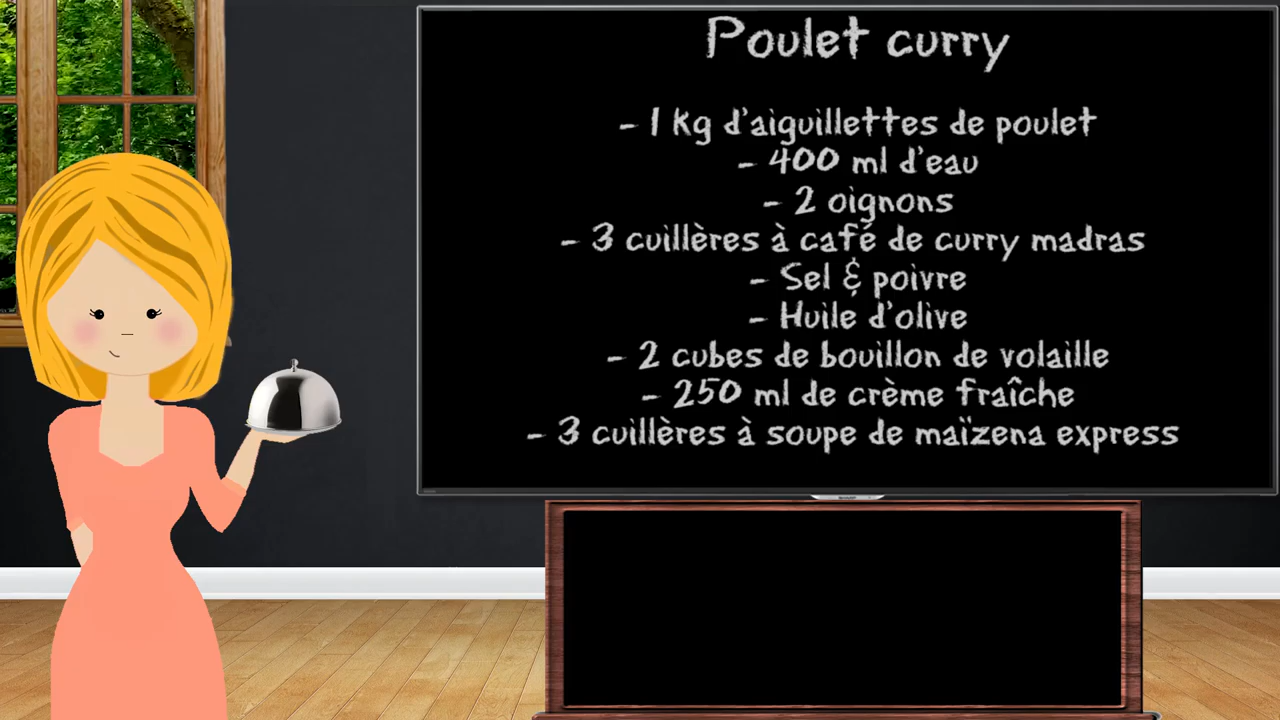 Poulet curry
- 1 kg d'aiguillettes de poulet
- 400 ml d'eau
- 2 oignons
- 3 cuillères à café de curry madras
- Sel & poivre
- Huile d'olive
- 2 cubes de bouillon de volaille
- 250 ml de crème fraîche
- 3 cuillères à soupe de maïzena express
SHARP